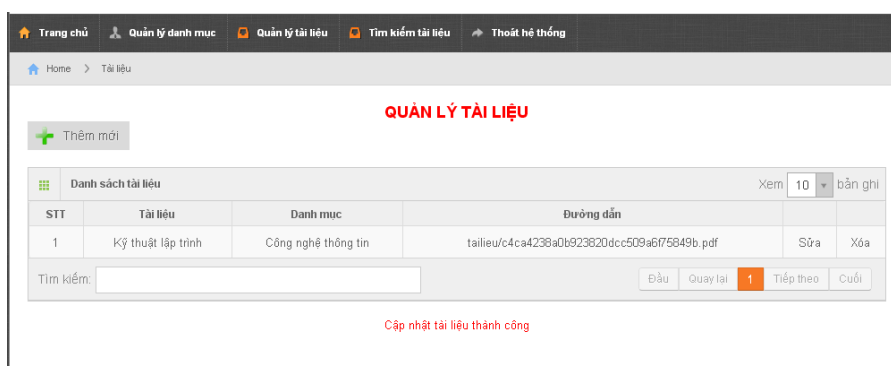 Trang chủ Quản lý danh mục Quản lý tài liệu Tìm kiếm tài liệu Thoát hệ thống
Home > Tài liệu
QUẢN LÝ TÀI LIỆU
Thêm mới
Danh sách tài liệu Xem 10 bản ghi
STT Tài liệu Danh mục Đường dẫn
1 Kỹ thuật lập trình Công nghệ thông tin tailieu/c4ca4238a0b923820dcc509a6f75849b.pdf Sửa Xóa
Tìm kiếm: Đầu Quay lại 1 Tiếp theo Cuối
Cập nhật tài liệu thành công